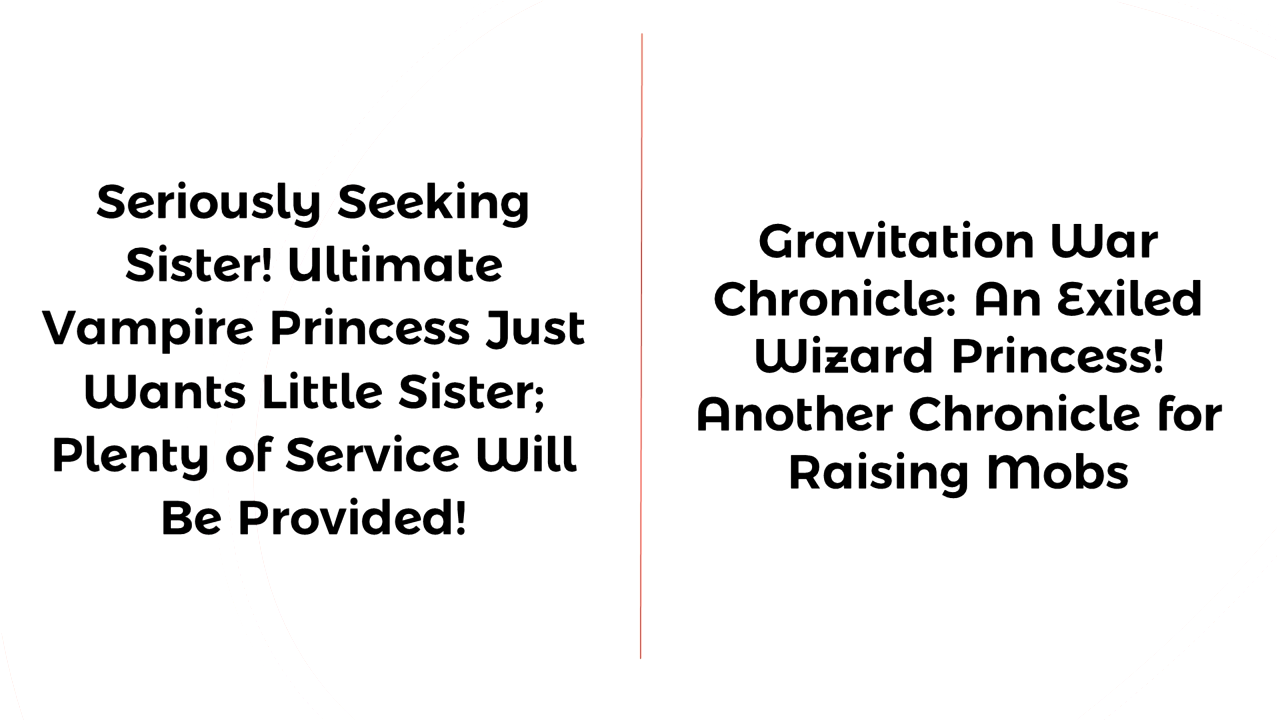 Seriously Seeking
Sister! Ultimate
Vampire Princess Just
Wants Little Sister;
Plenty of Service Will
Be Provided!
Gravitation War
Chronicle: An Exiled
Wizard Princess!
Another Chronicle for
Raising Mobs